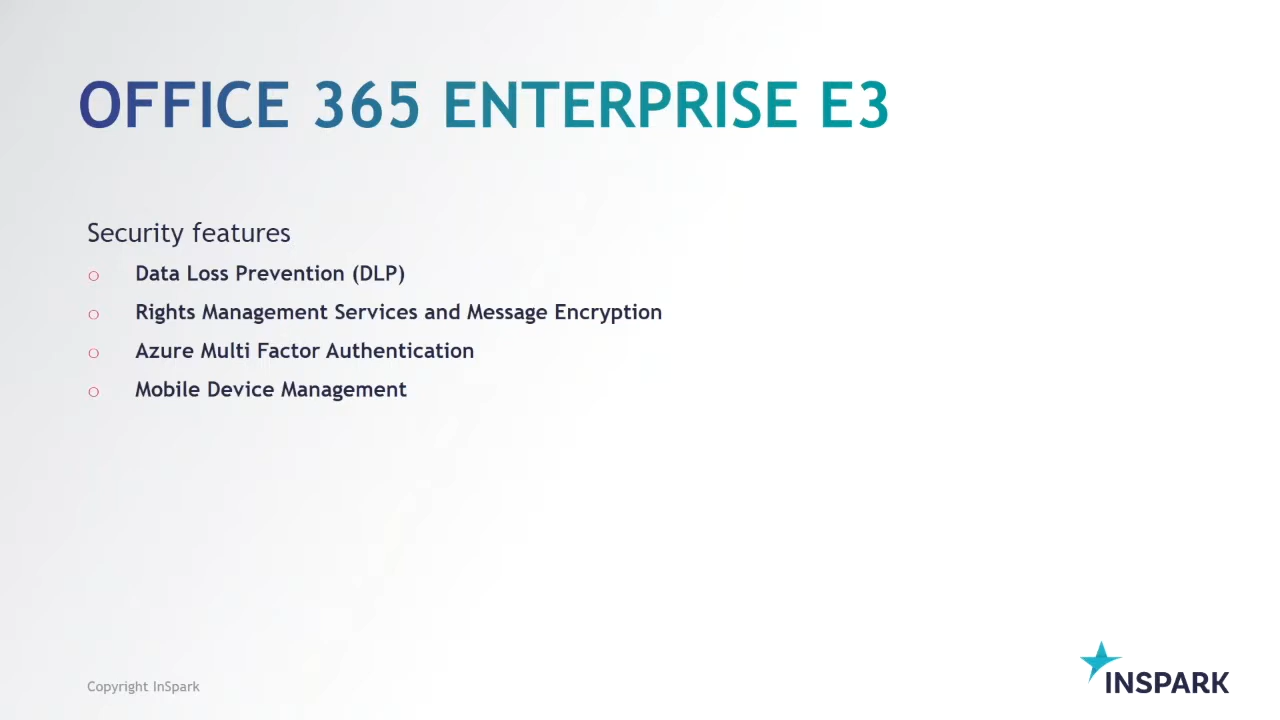 OFFICE 365 ENTERPRISE E3
Security features
o Data Loss Prevention (DLP)
o Rights Management Services and Message Encryption
o Azure Multi Factor Authentication
o Mobile Device Management
Copyright InSpark
INSPARK